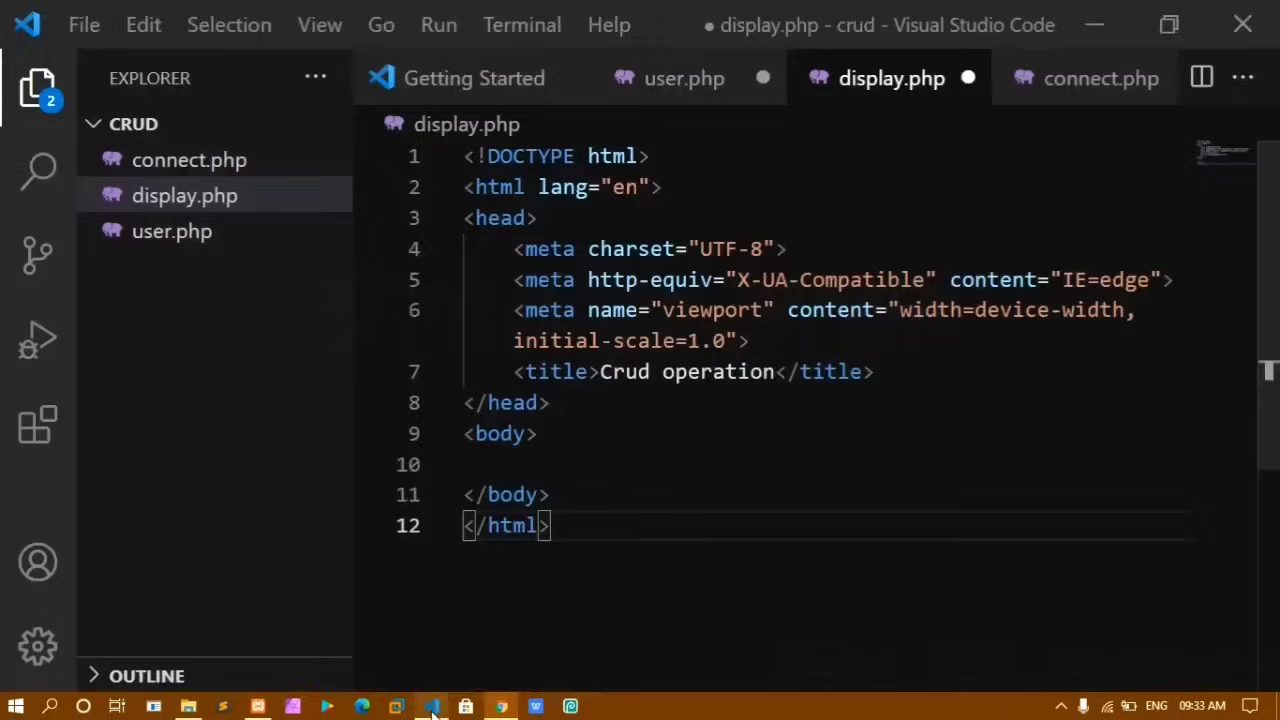 File Edit Selection View Go Run Terminal Help ● display.php - crud - Visual Studio Code
EXPLORER ··· Getting Started user.php display.php connect.php ···
2
CRUD
connect.php
display.php
user.php
display.php
1 <!DOCTYPE html>
2 <html lang="en">
3 <head>
4 <meta charset="UTF-8">
5 <meta http-equiv="X-UA-Compatible" content="IE=edge">
6 <meta name="viewport" content="width=device-width,
initial-scale=1.0">
7 <title>Crud operation</title>
8 </head>
9 <body>
10
11 </body>
12 </html>
OUTLINE
ENG 09:33 AM